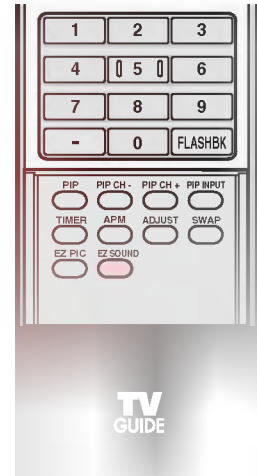 1 2 3
4 5 6
7 8 9
- 0 FLASHBK
PIP PIP CH - PIP CH + PIP INPUT
TIMER APM ADJUST SWAP
EZ PIC EZ SOUND
TV
GUIDE